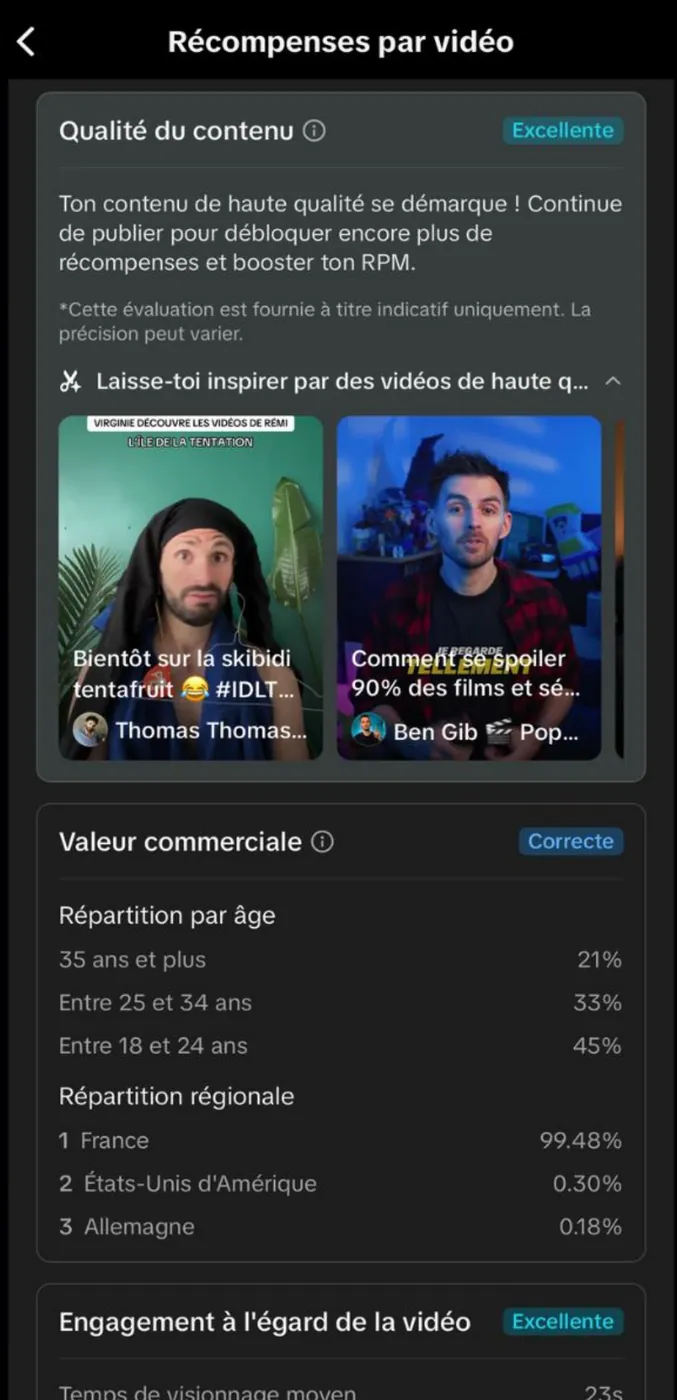 Récompenses par vidéo
Qualité du contenu
Excellente
Ton contenu de haute qualité se démarque ! Continue
de publier pour débloquer encore plus de
récompenses et booster ton RPM.
*Cette évaluation est fournie à titre indicatif uniquement. La
précision peut varier.
Laisse-toi inspirer par des vidéos de haute q...
VIRGINIE DÉCOUVRE LES VIDÉOS DE RÉMI
L'ÎLE DE LA TENTATION
Bientôt sur la skibidi
tentafruit 😂 #IDLT...
Thomas Thomas...
JE REGARDE
TELLEMENT
Comment se spoiler
90% des films et sé...
Ben Gib 🎬 Pop...
Valeur commerciale
Correcte
Répartition par âge
35 ans et plus 21%
Entre 25 et 34 ans 33%
Entre 18 et 24 ans 45%
Répartition régionale
1 France 99.48%
2 États-Unis d'Amérique 0.30%
3 Allemagne 0.18%
Engagement à l'égard de la vidéo
Excellente
Temps de visionnage moyen 23s